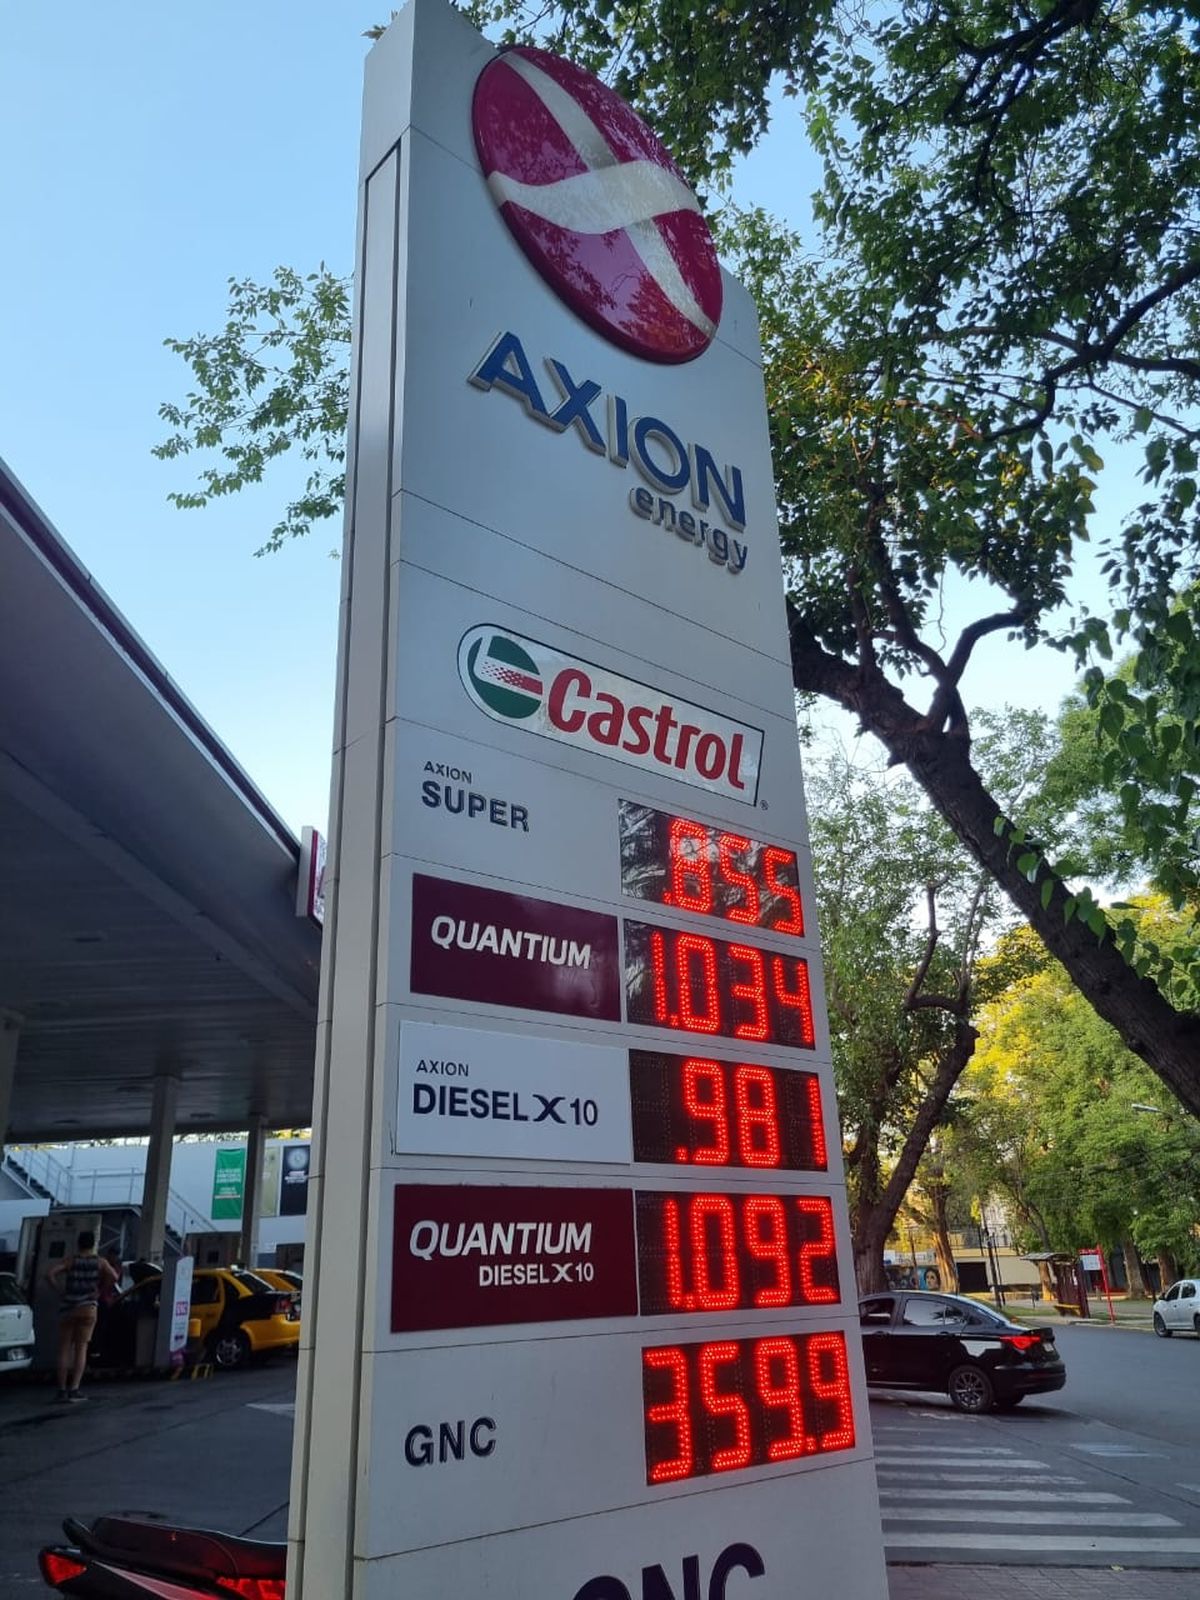 AXION
energy
Castrol
®
AXION
SUPER
.855
QUANTIUM
1.034
AXION
DIESEL X10
.981
QUANTIUM
DIESEL X10
1.092
GNC
359.9
GNC